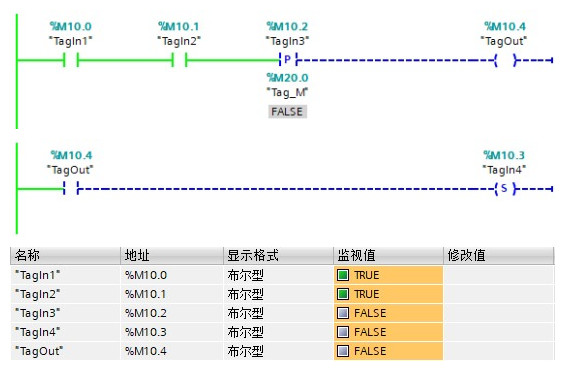 %M10.0 %M10.1 %M10.2 %M10.4
"TagIn1" "TagIn2" "TagIn3" "TagOut"
P
%M20.0
"Tag_M"
FALSE
%M10.4 %M10.3
"TagOut" "TagIn4"
S
名称 地址 显示格式 监视值 修改值
"TagIn1" %M10.0 布尔型 TRUE
"TagIn2" %M10.1 布尔型 TRUE
"TagIn3" %M10.2 布尔型 FALSE
"TagIn4" %M10.3 布尔型 FALSE
"TagOut" %M10.4 布尔型 FALSE